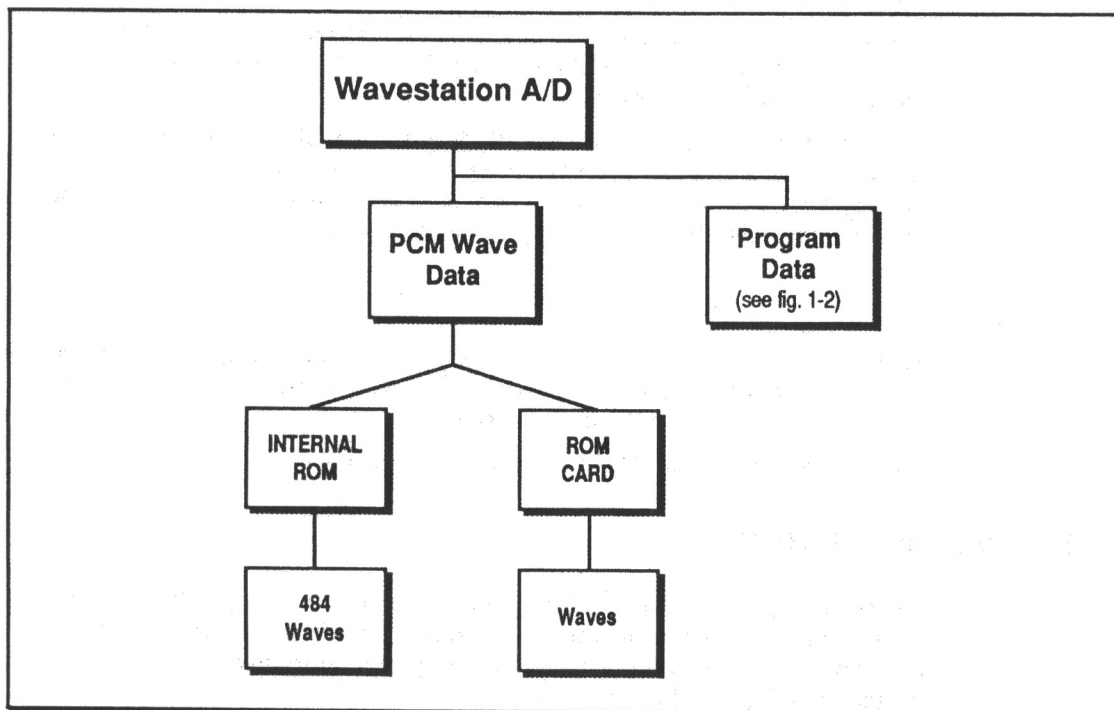 Wavestation A/D
PCM Wave
Data
Program
Data
(see fig. 1-2)
INTERNAL
ROM
ROM
CARD
484
Waves
Waves